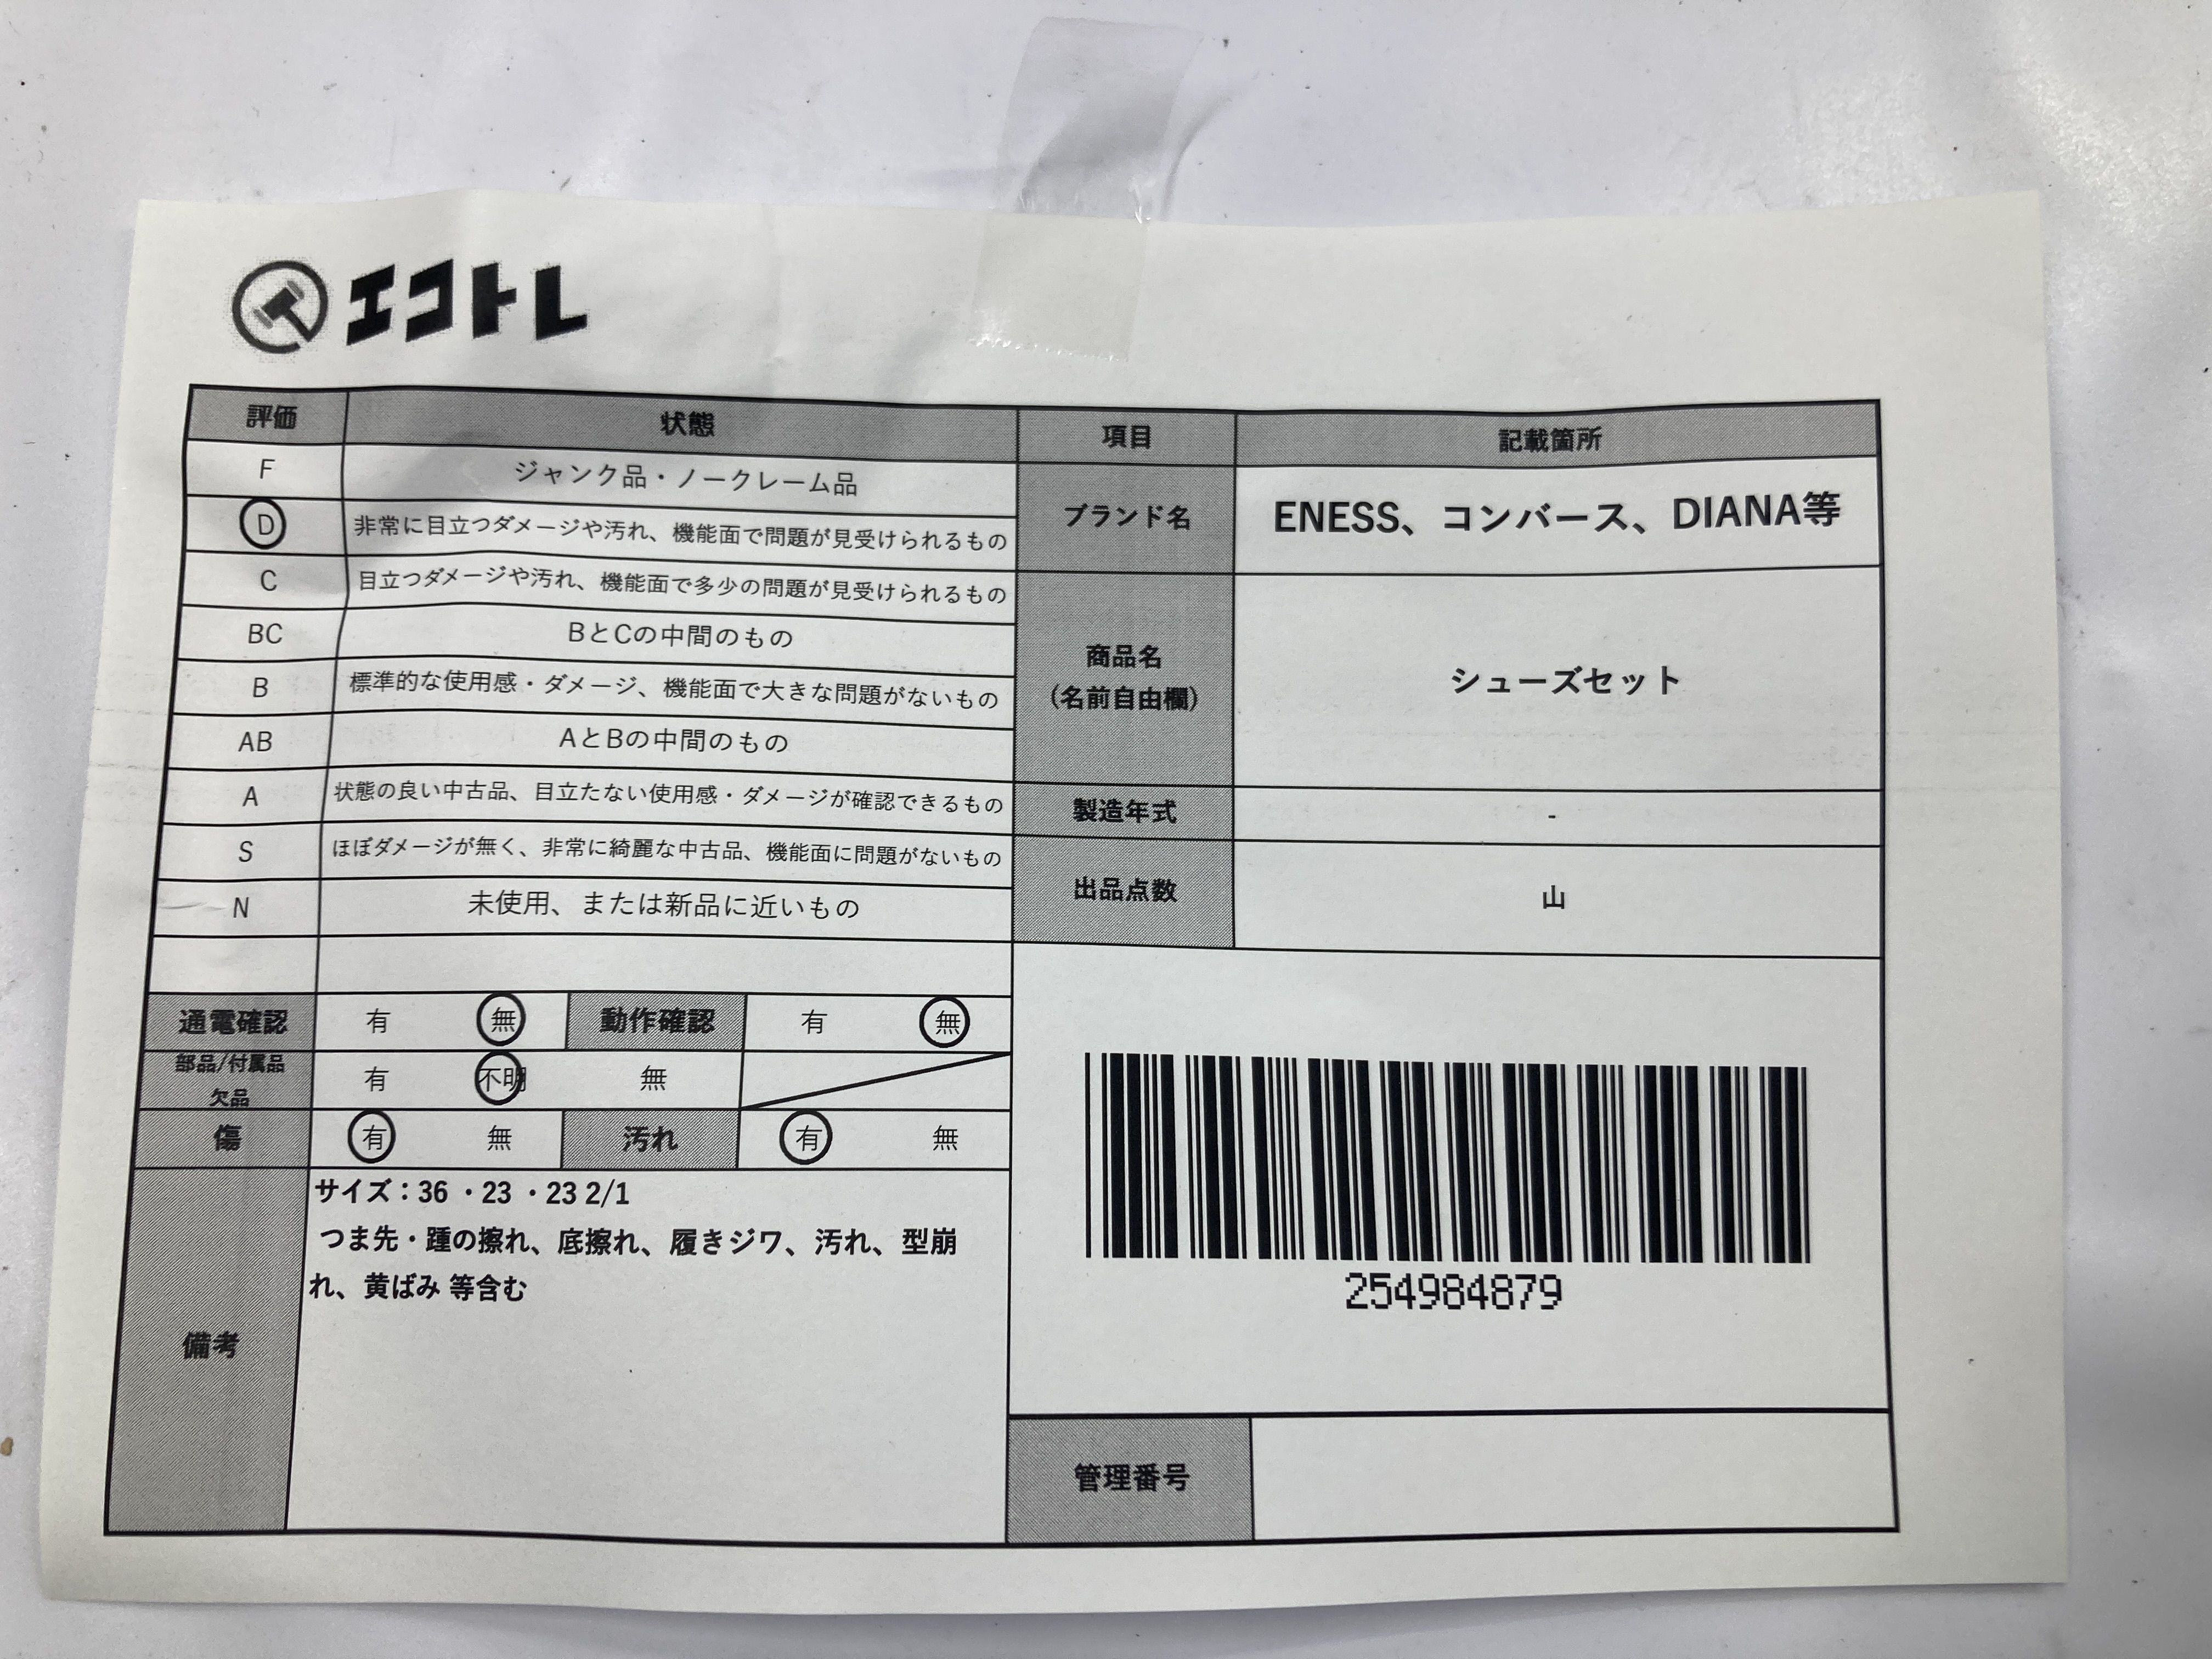 エコトレ
評価 状態 項目 記載箇所
F ジャンク品・ノークレーム品
D 非常に目立つダメージや汚れ、機能面で問題が見受けられるもの
C 目立つダメージや汚れ、機能面で多少の問題が見受けられるもの
BC BとCの中間のもの
B 標準的な使用感・ダメージ、機能面で大きな問題がないもの
AB AとBの中間のもの
A 状態の良い中古品、目立たない使用感・ダメージが確認できるもの
S ほぼダメージが無く、非常に綺麗な中古品、機能面に問題がないもの
N 未使用、または新品に近いもの
ブランド名 ENESS、コンバース、DIANA等
商品名
(名前自由欄)
シューズセット
製造年式 -
出品点数 山
通電確認 有 無 動作確認 有 無
部品/付属品
欠品
有 不明 無
傷 有 無 汚れ 有 無
備考
サイズ：36 ・23 ・23 2/1
つま先・踵の擦れ、底擦れ、履きジワ、汚れ、型崩
れ、黄ばみ 等含む
254984879
管理番号